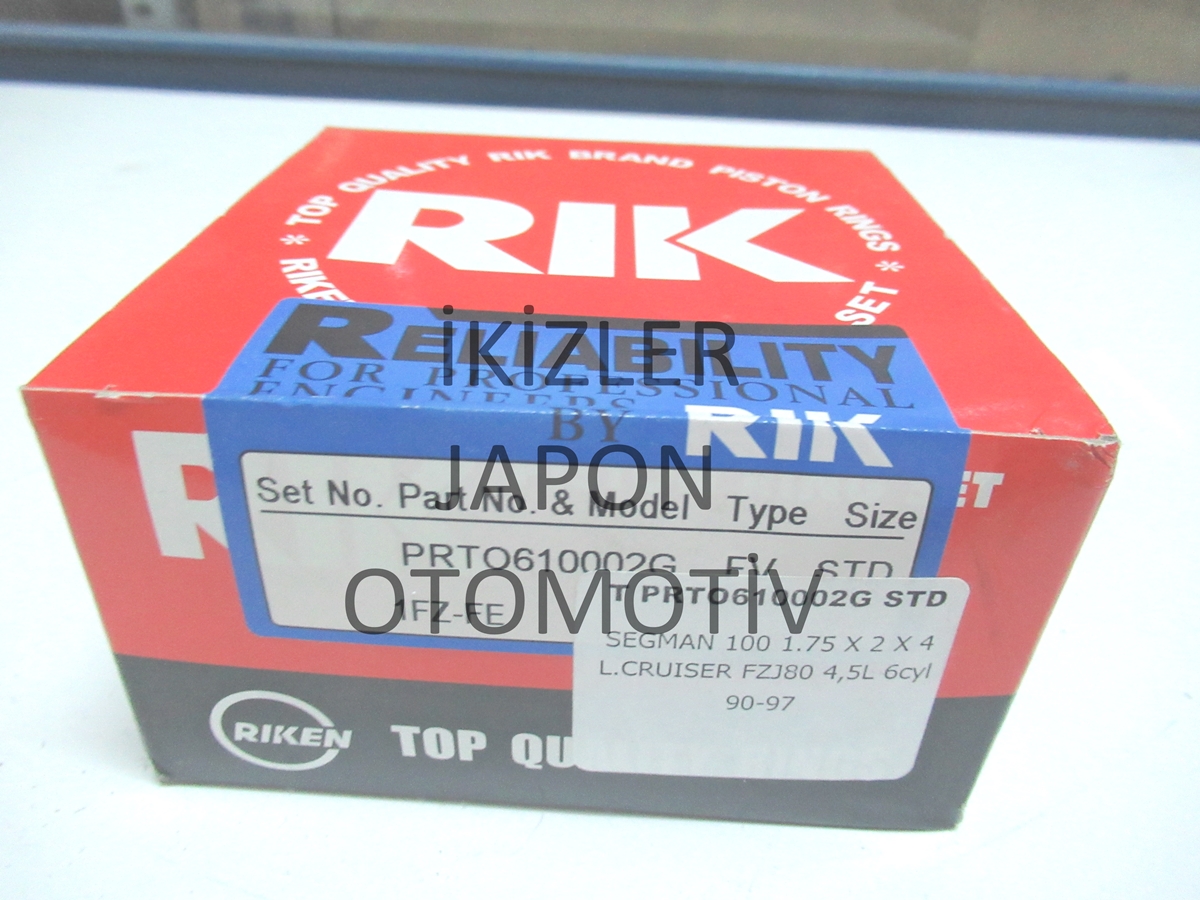 * TOP QUALITY RIK BRAND PISTON RINGS *
RIK
SET
RELIABILITY
FOR PROFESSIONAL
ENGINEERS
BY RIK
İKİZLER
JAPON
OTOMOTİV
Set No. Part No. & Model Type Size
PRTO610002G FV STD
1FZ-FE
T PRTO610002G STD
SEGMAN 100 1.75 X 2 X 4
L.CRUISER FZJ80 4,5L 6cyl
90-97
RIKEN
TOP